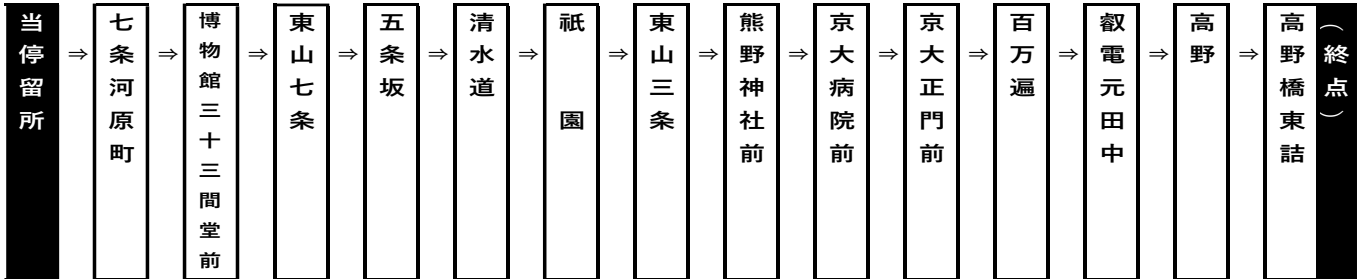 当停留所
⇒
七条河原町
⇒
博物館三十三間堂前
⇒
東山七条
⇒
五条坂
⇒
清水道
⇒
祇園
⇒
東山三条
⇒
熊野神社前
⇒
京大病院前
⇒
京大正門前
⇒
百万遍
⇒
叡電元田中
⇒
高野
⇒
高野橋東詰
（終点）